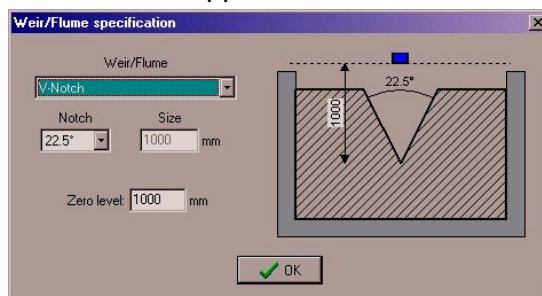 Weir/Flume specification
Weir/Flume
V-Notch
Notch Size
22.5° 1000 mm
Zero level: 1000 mm
22.5°
1000
OK